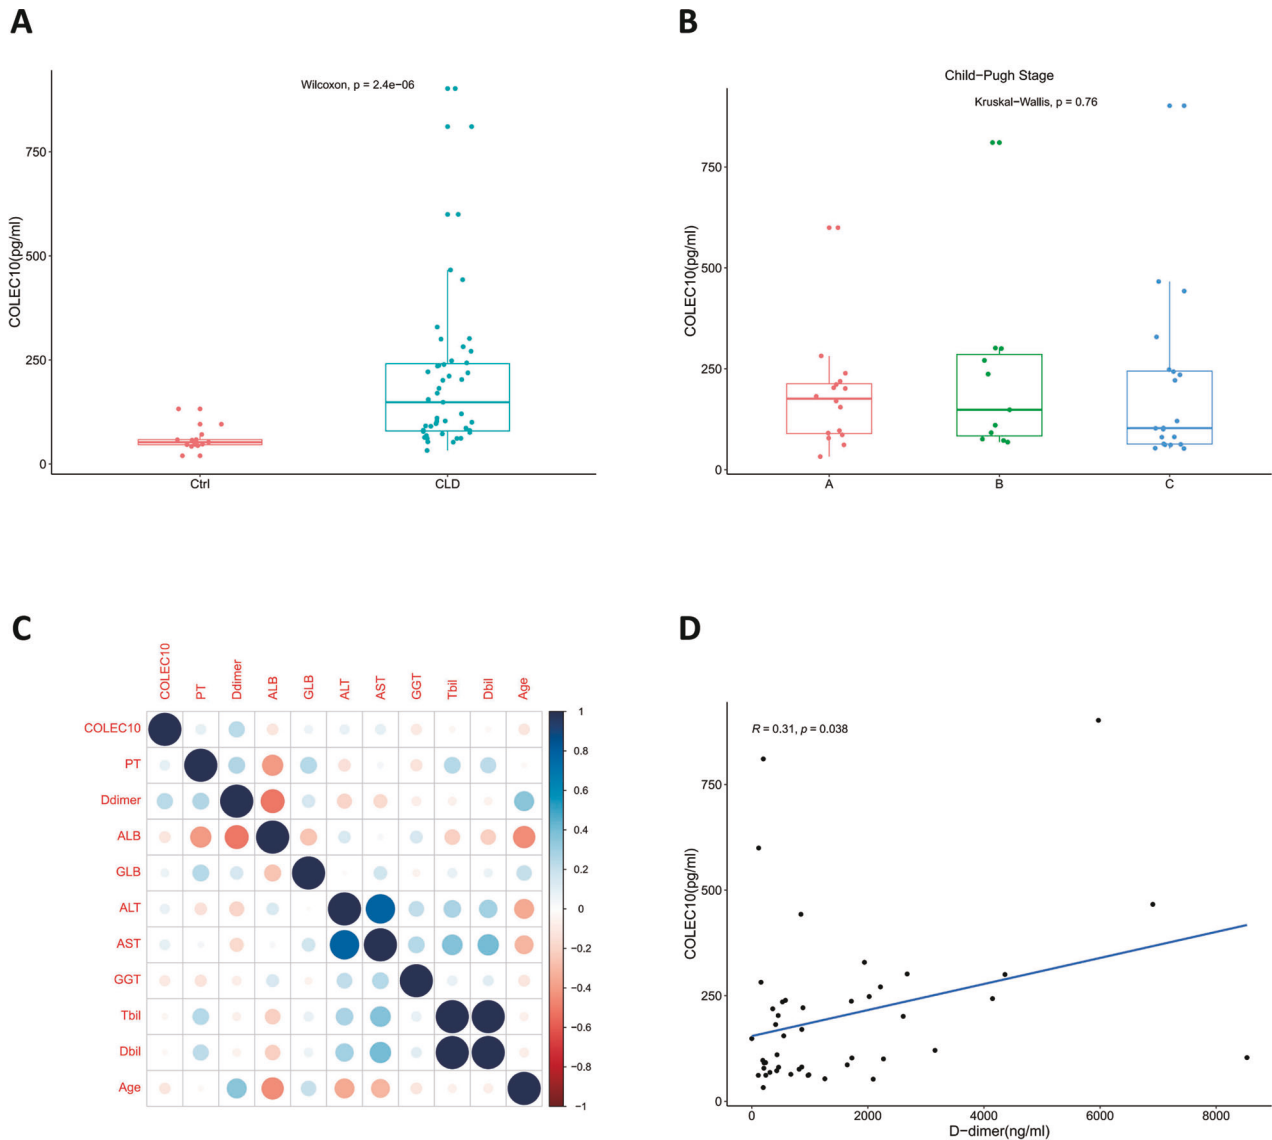 A
Wilcoxon, p = 2.4e−06
COLEC10(pg/ml)
750
500
250
0
Ctrl
CLD
B
Child−Pugh Stage
Kruskal−Wallis, p = 0.76
COLEC10(pg/ml)
750
500
250
0
A
B
C
C
COLEC10
PT
Ddimer
ALB
GLB
ALT
AST
GGT
Tbil
Dbil
Age
COLEC10
PT
Ddimer
ALB
GLB
ALT
AST
GGT
Tbil
Dbil
Age
1
0.8
0.6
0.4
0.2
0
−0.2
−0.4
−0.6
−0.8
−1
D
R = 0.31, p = 0.038
COLEC10(pg/ml)
750
500
250
0
0
2000
4000
6000
8000
D−dimer(ng/ml)